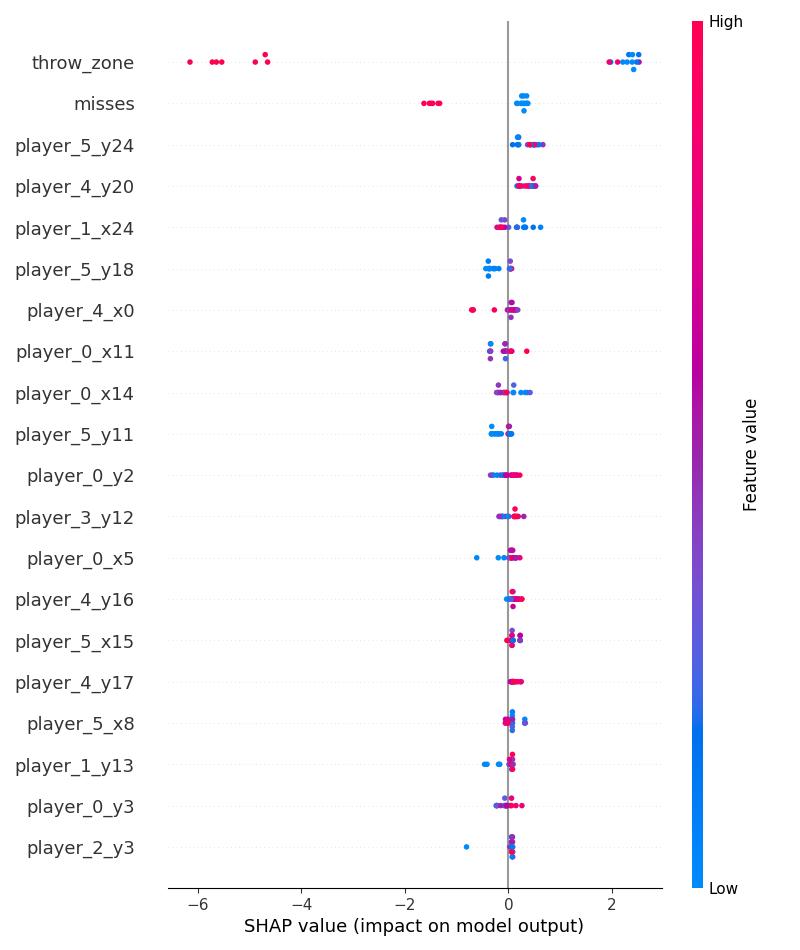 High
throw_zone
misses
player_5_y24
player_4_y20
player_1_x24
player_5_y18
player_4_x0
player_0_x11
player_0_x14
player_5_y11
player_0_y2
player_3_y12
player_0_x5
player_4_y16
player_5_x15
player_4_y17
player_5_x8
player_1_y13
player_0_y3
player_2_y3
Feature value
Low
−6 −4 −2 0 2
SHAP value (impact on model output)